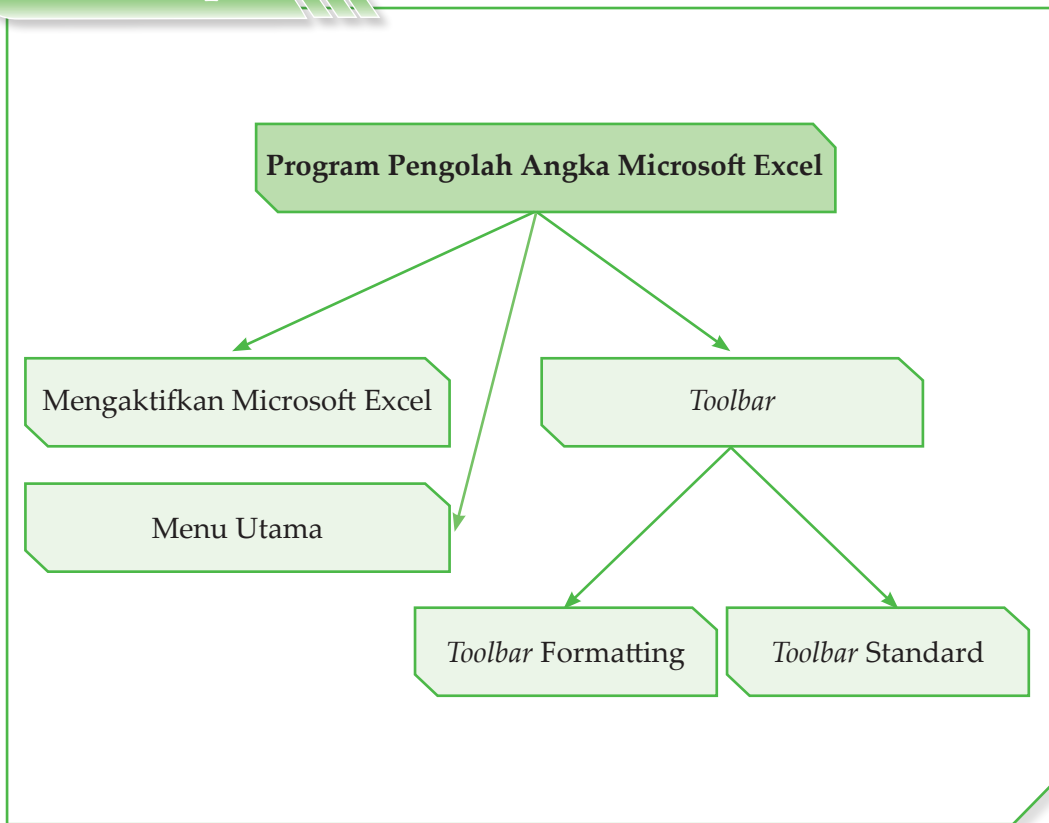 Program Pengolah Angka Microsoft Excel
Mengaktifkan Microsoft Excel
Toolbar
Menu Utama
Toolbar Formatting
Toolbar Standard